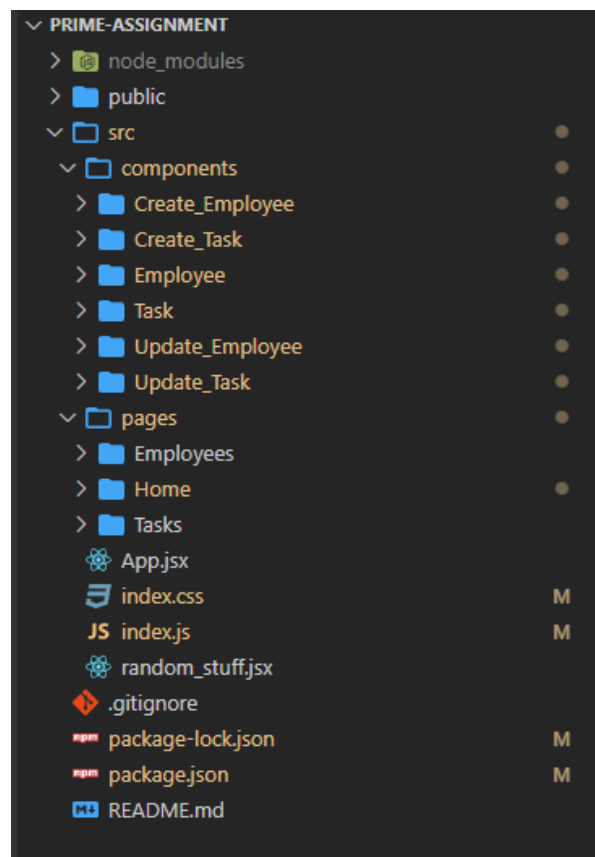 PRIME-ASSIGNMENT
node_modules
public
src
components
Create_Employee
Create_Task
Employee
Task
Update_Employee
Update_Task
pages
Employees
Home
Tasks
App.jsx
index.css M
JS index.js M
random_stuff.jsx
.gitignore
npm package-lock.json M
npm package.json M
M↓ README.md